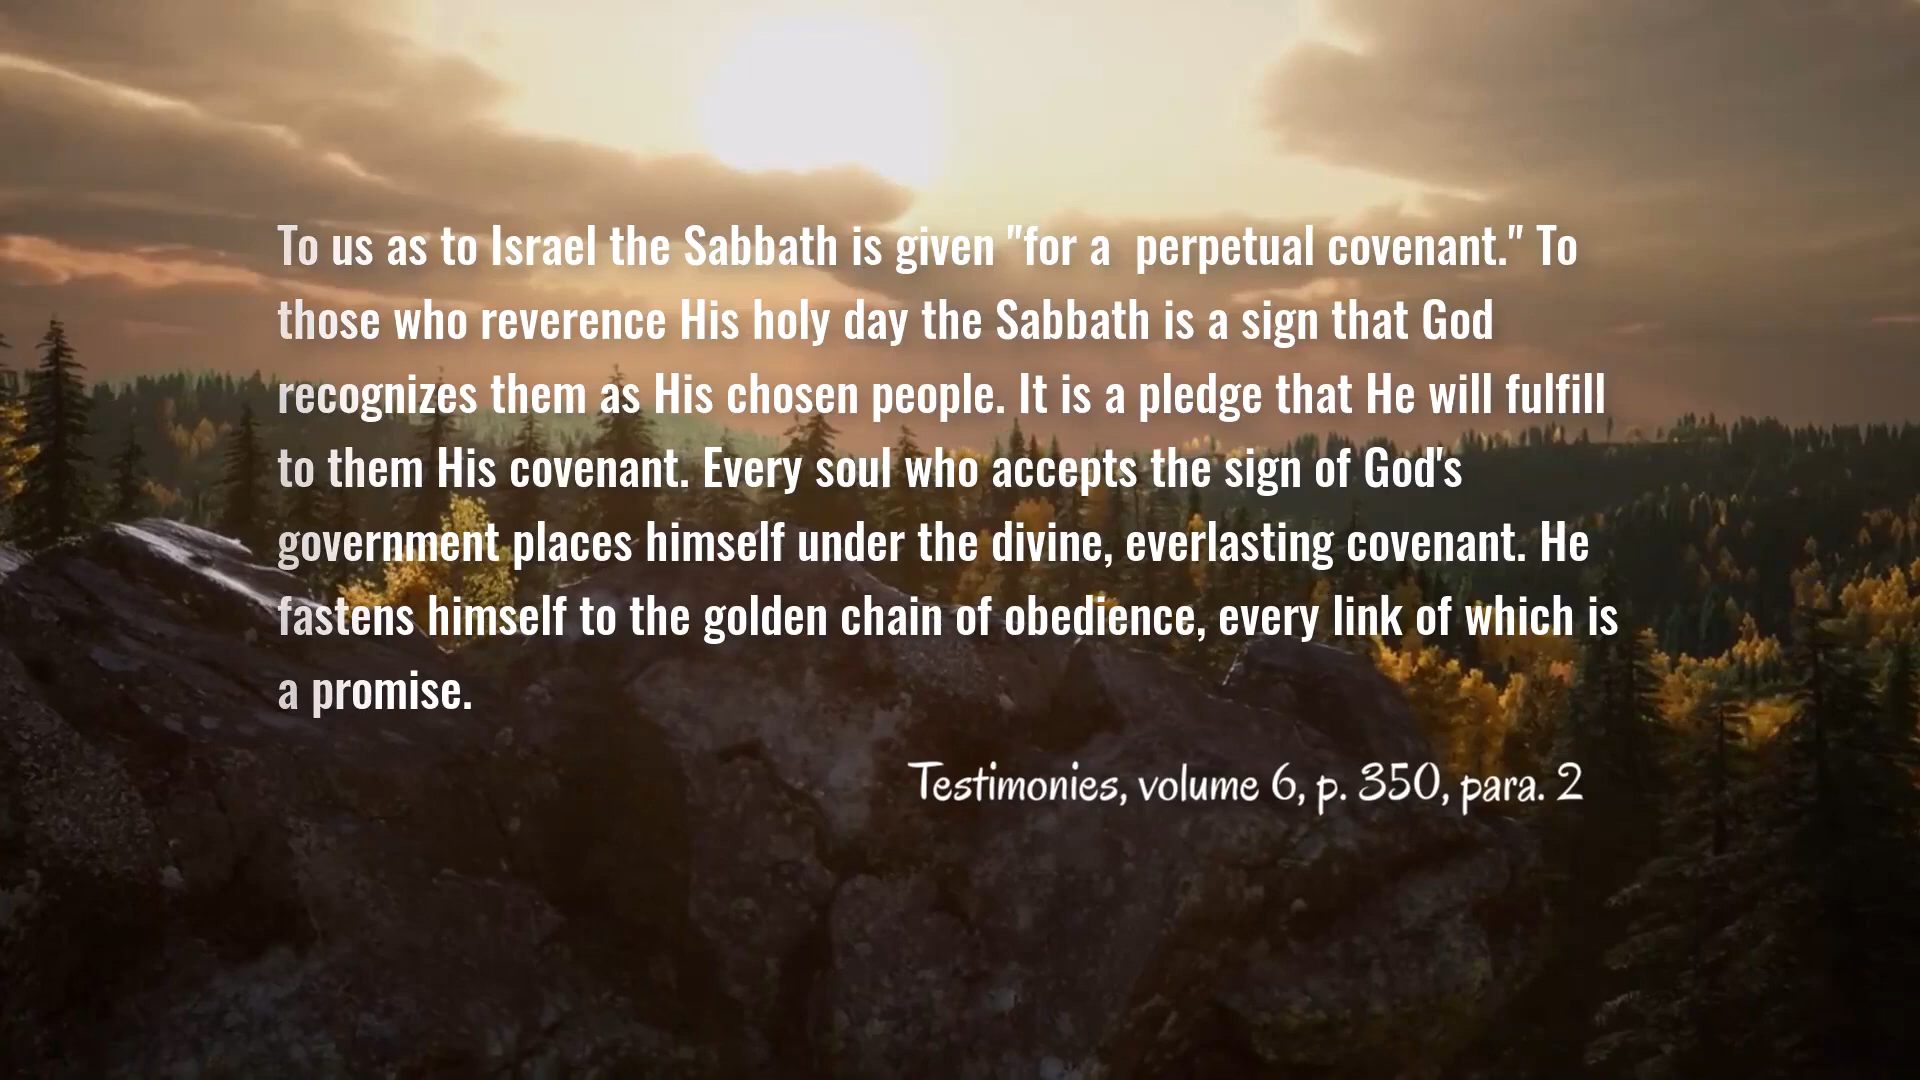 To us as to Israel the Sabbath is given "for a  perpetual covenant." To
those who reverence His holy day the Sabbath is a sign that God
recognizes them as His chosen people. It is a pledge that He will fulfill
to them His covenant. Every soul who accepts the sign of God's
government places himself under the divine, everlasting covenant. He
fastens himself to the golden chain of obedience, every link of which is
a promise.
Testimonies, volume 6, p. 350, para. 2